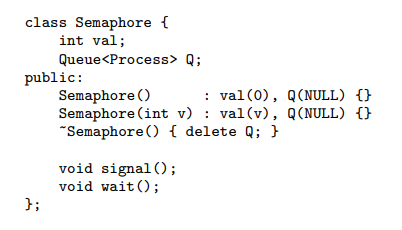 class Semaphore {
    int val;
    Queue<Process> Q;
public:
    Semaphore()      : val(0), Q(NULL) {}
    Semaphore(int v) : val(v), Q(NULL) {}
    ~Semaphore() { delete Q; }

    void signal();
    void wait();
};